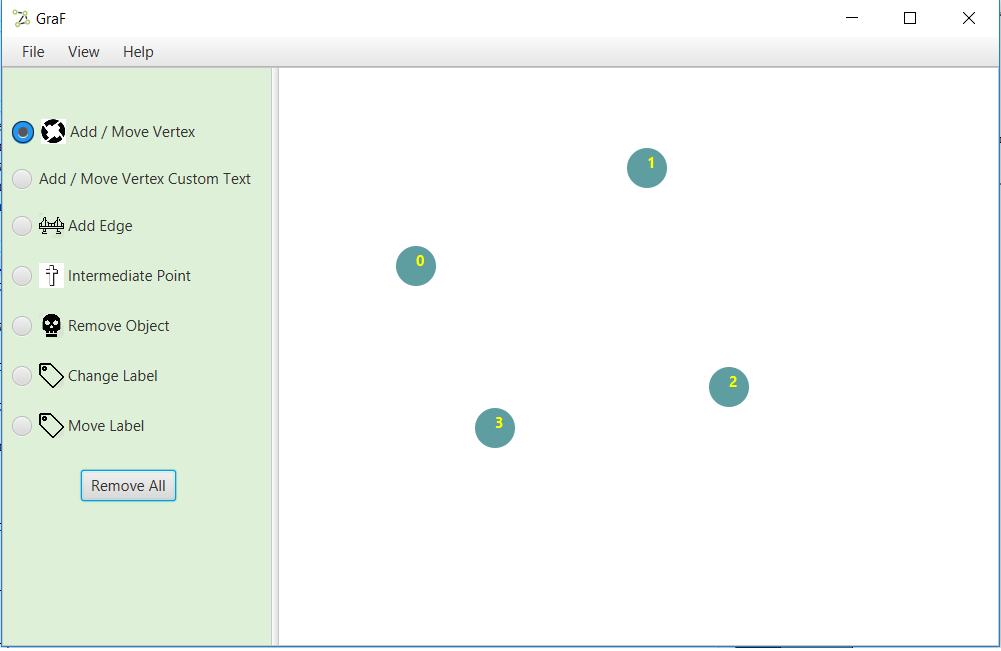 GraF
File View Help
Add / Move Vertex
Add / Move Vertex Custom Text
Add Edge
Intermediate Point
Remove Object
Change Label
Move Label
Remove All
1
0
2
3